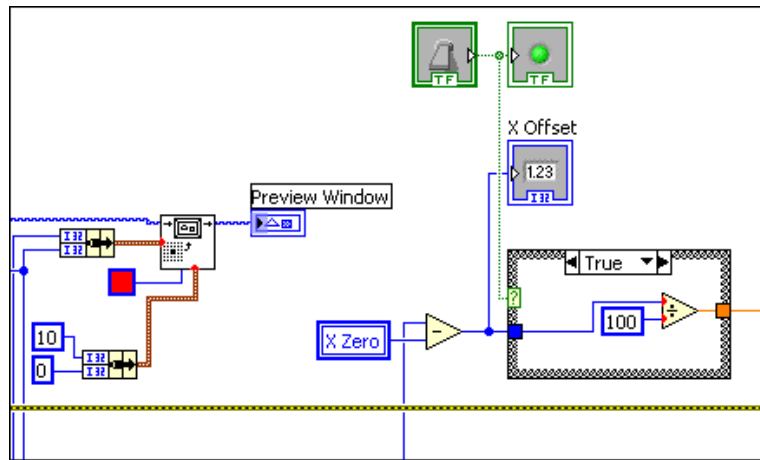 TF
TF
X Offset
1.23
I32
Preview Window
I32
I32
True
?
10
I32
0
I32
X Zero
-
100
÷